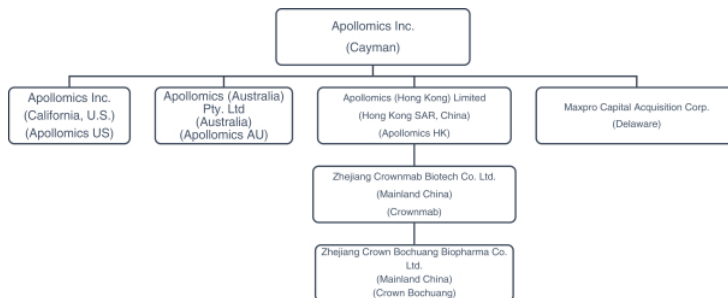 Apollomics Inc.
(Cayman)
Apollomics Inc.
(California, U.S.)
(Apollomics US)
Apollomics (Australia)
Pty. Ltd
(Australia)
(Apollomics AU)
Apollomics (Hong Kong) Limited
(Hong Kong SAR, China)
(Apollomics HK)
Maxpro Capital Acquisition Corp.
(Delaware)
Zhejiang Crownmab Biotech Co. Ltd.
(Mainland China)
(Crownmab)
Zhejiang Crown Bochuang Biopharma Co.
Ltd.
(Mainland China)
(Crown Bochuang)